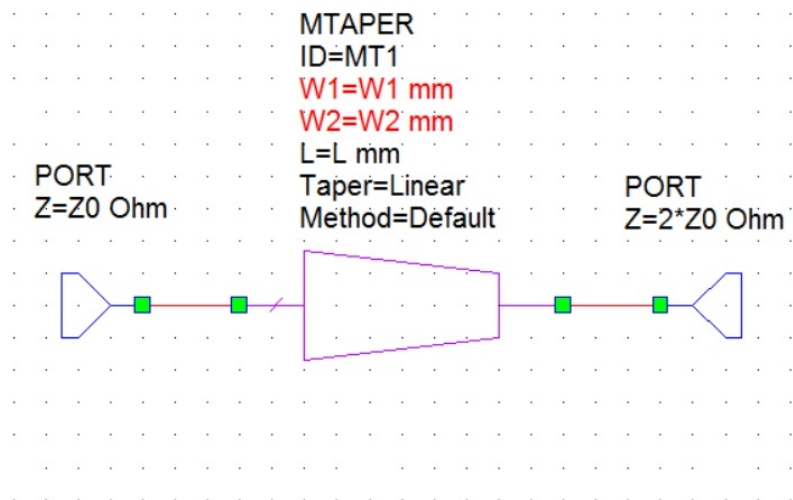 MTAPER
ID=MT1
W1=W1 mm
W2=W2 mm
L=L mm
Taper=Linear
Method=Default
PORT
Z=Z0 Ohm
PORT
Z=2*Z0 Ohm